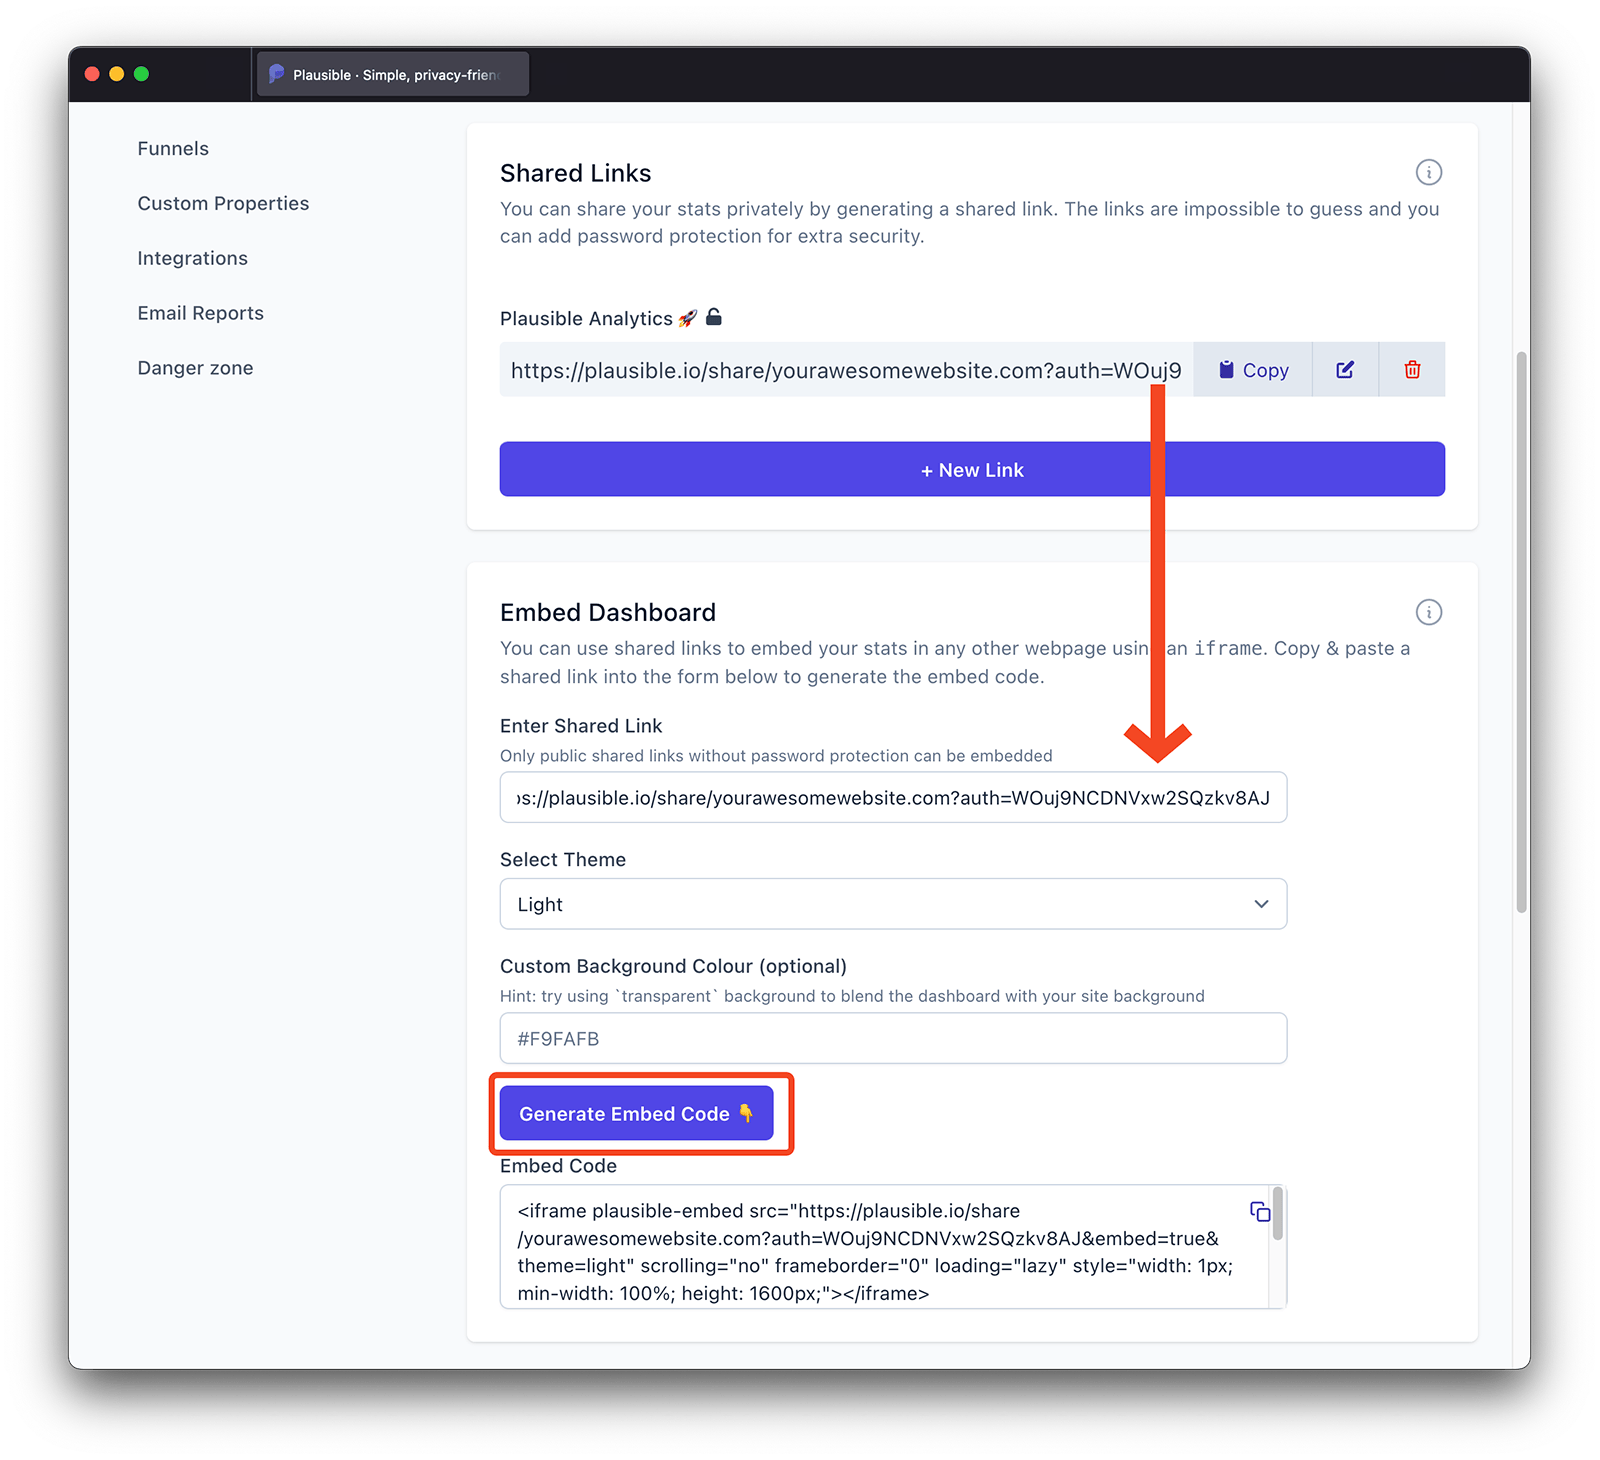 Plausible · Simple, privacy-frien
Funnels
Custom Properties
Integrations
Email Reports
Danger zone
Shared Links
You can share your stats privately by generating a shared link. The links are impossible to guess and you
can add password protection for extra security.
Plausible Analytics 🚀
https://plausible.io/share/yourawesomewebsite.com?auth=WOuj9
Copy
+ New Link
Embed Dashboard
You can use shared links to embed your stats in any other webpage usin an iframe. Copy & paste a
shared link into the form below to generate the embed code.
Enter Shared Link
Only public shared links without password protection can be embedded
ps://plausible.io/share/yourawesomewebsite.com?auth=WOuj9NCDNVxw2SQzkv8AJ
Select Theme
Light
Custom Background Colour (optional)
Hint: try using `transparent` background to blend the dashboard with your site background
#F9FAFB
Generate Embed Code 👇
Embed Code
<iframe plausible-embed src="https://plausible.io/share
/yourawesomewebsite.com?auth=WOuj9NCDNVxw2SQzkv8AJ&embed=true&
theme=light" scrolling="no" frameborder="0" loading="lazy" style="width: 1px;
min-width: 100%; height: 1600px;"></iframe>